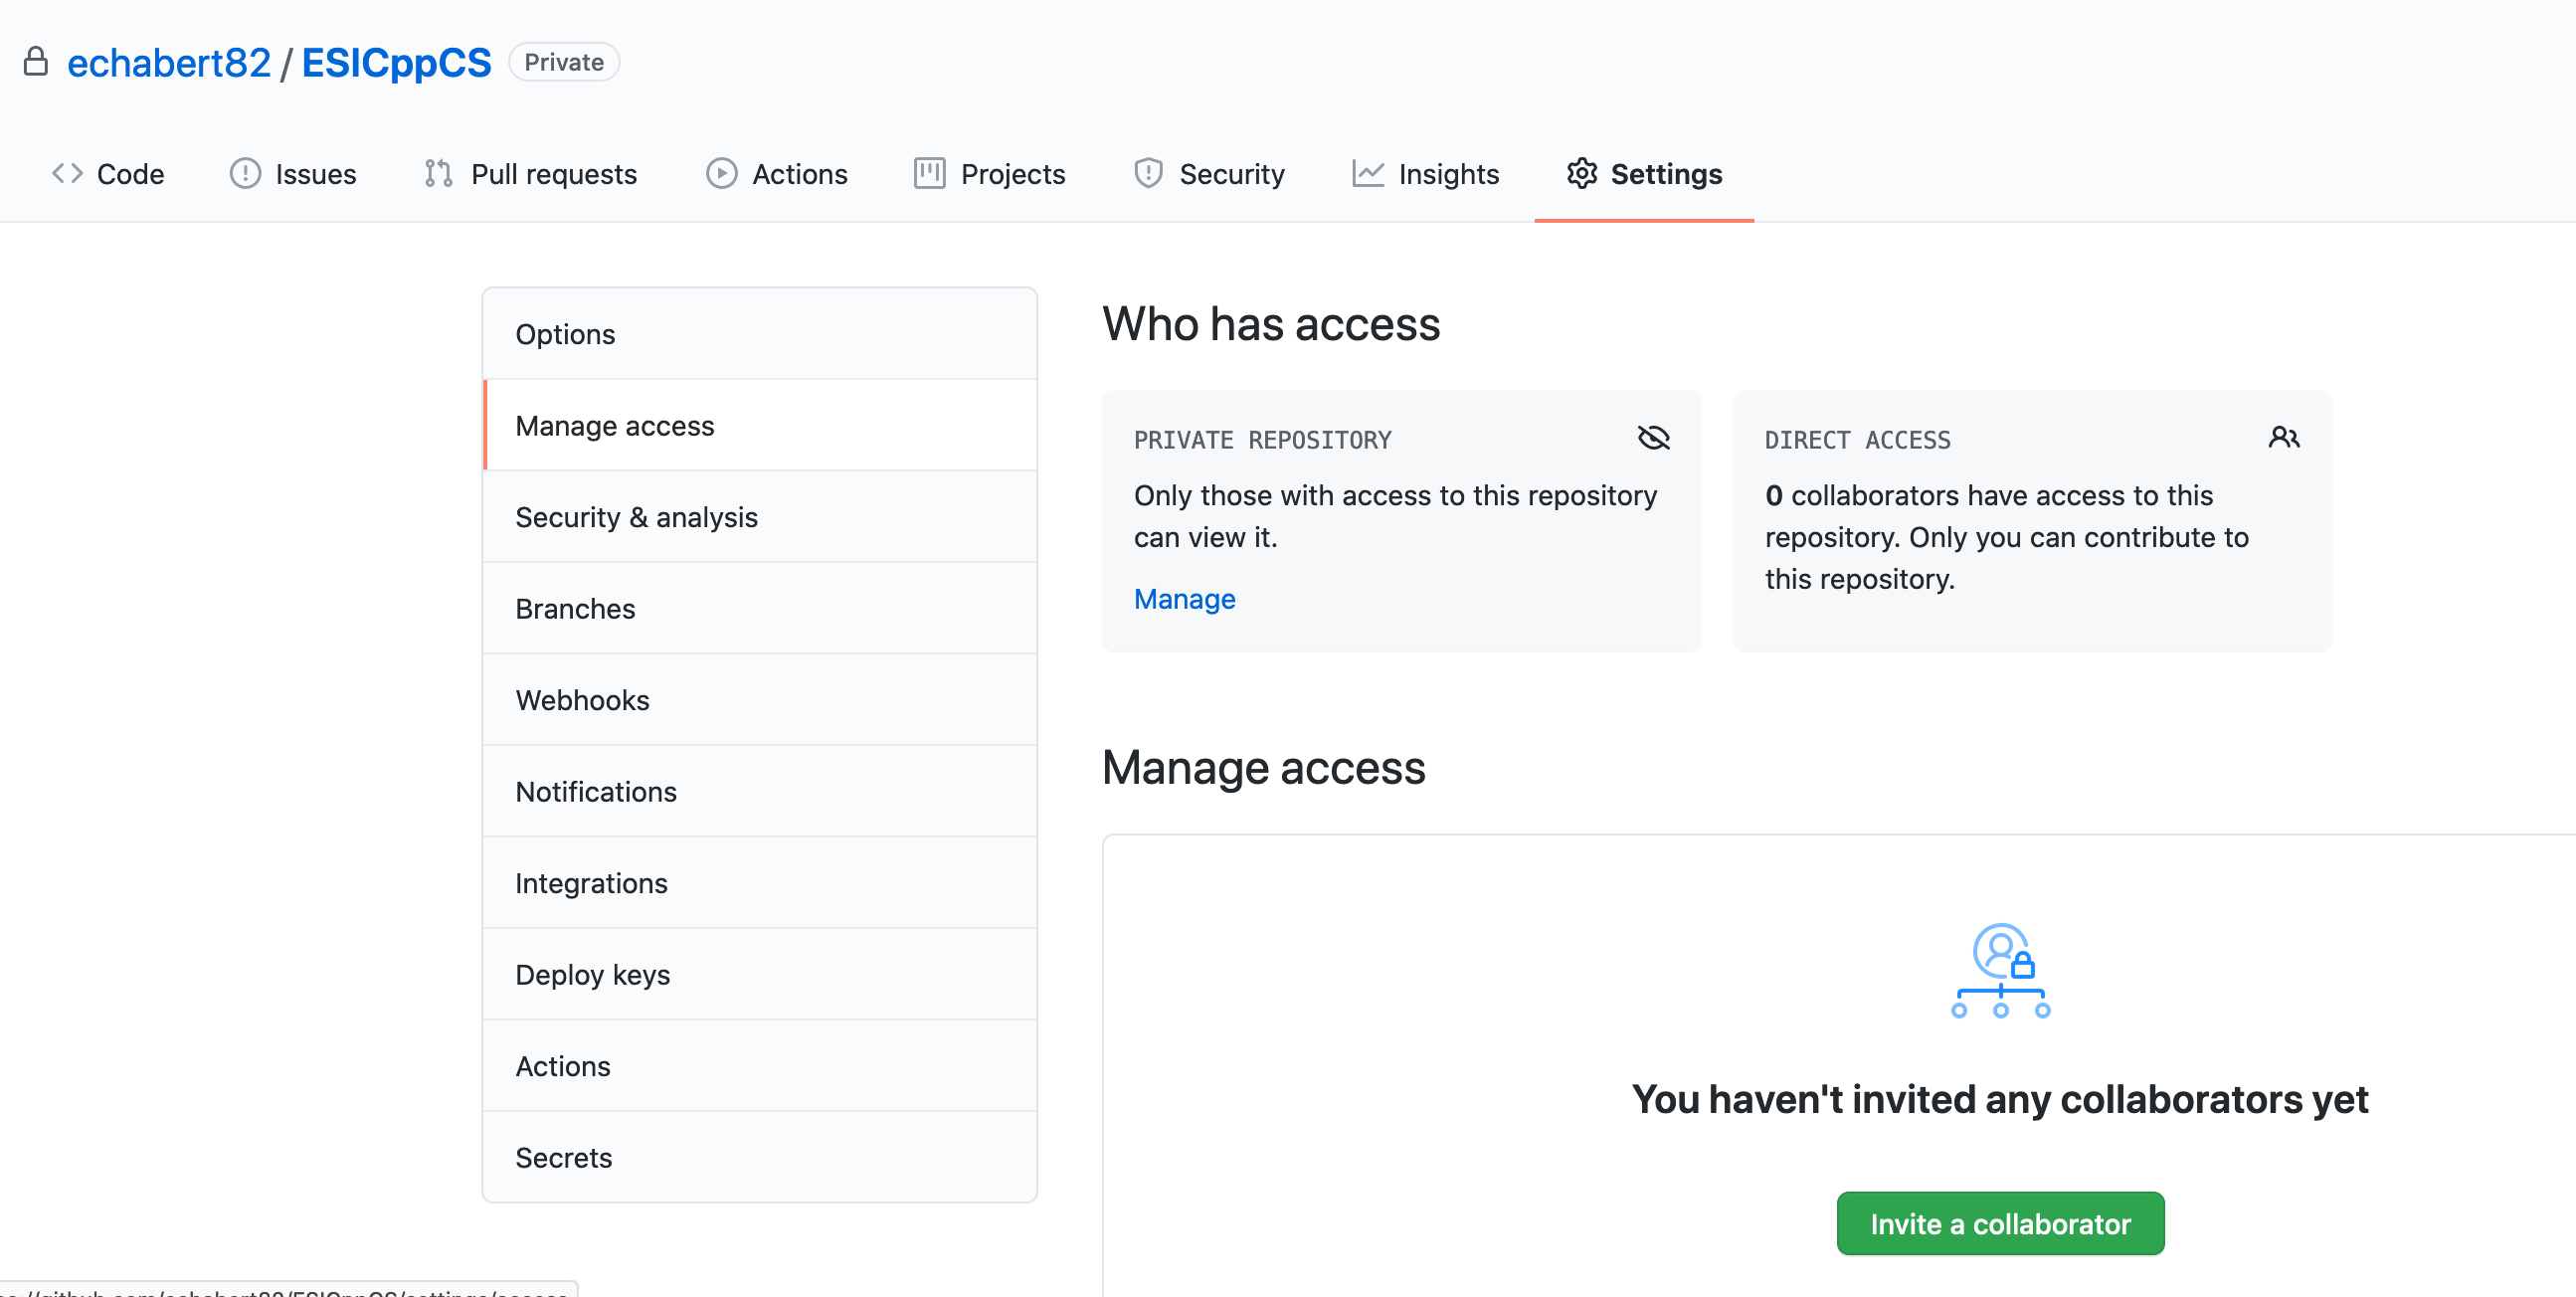 echabert82 / ESICppCS Private
Code Issues Pull requests Actions Projects Security Insights Settings
Options
Manage access
Security & analysis
Branches
Webhooks
Notifications
Integrations
Deploy keys
Actions
Secrets
Who has access
PRIVATE REPOSITORY
Only those with access to this repository
can view it.
Manage
DIRECT ACCESS
0 collaborators have access to this
repository. Only you can contribute to
this repository.
Manage access
You haven't invited any collaborators yet
Invite a collaborator
//github.com/echabert82/ESICppCS/settings/access